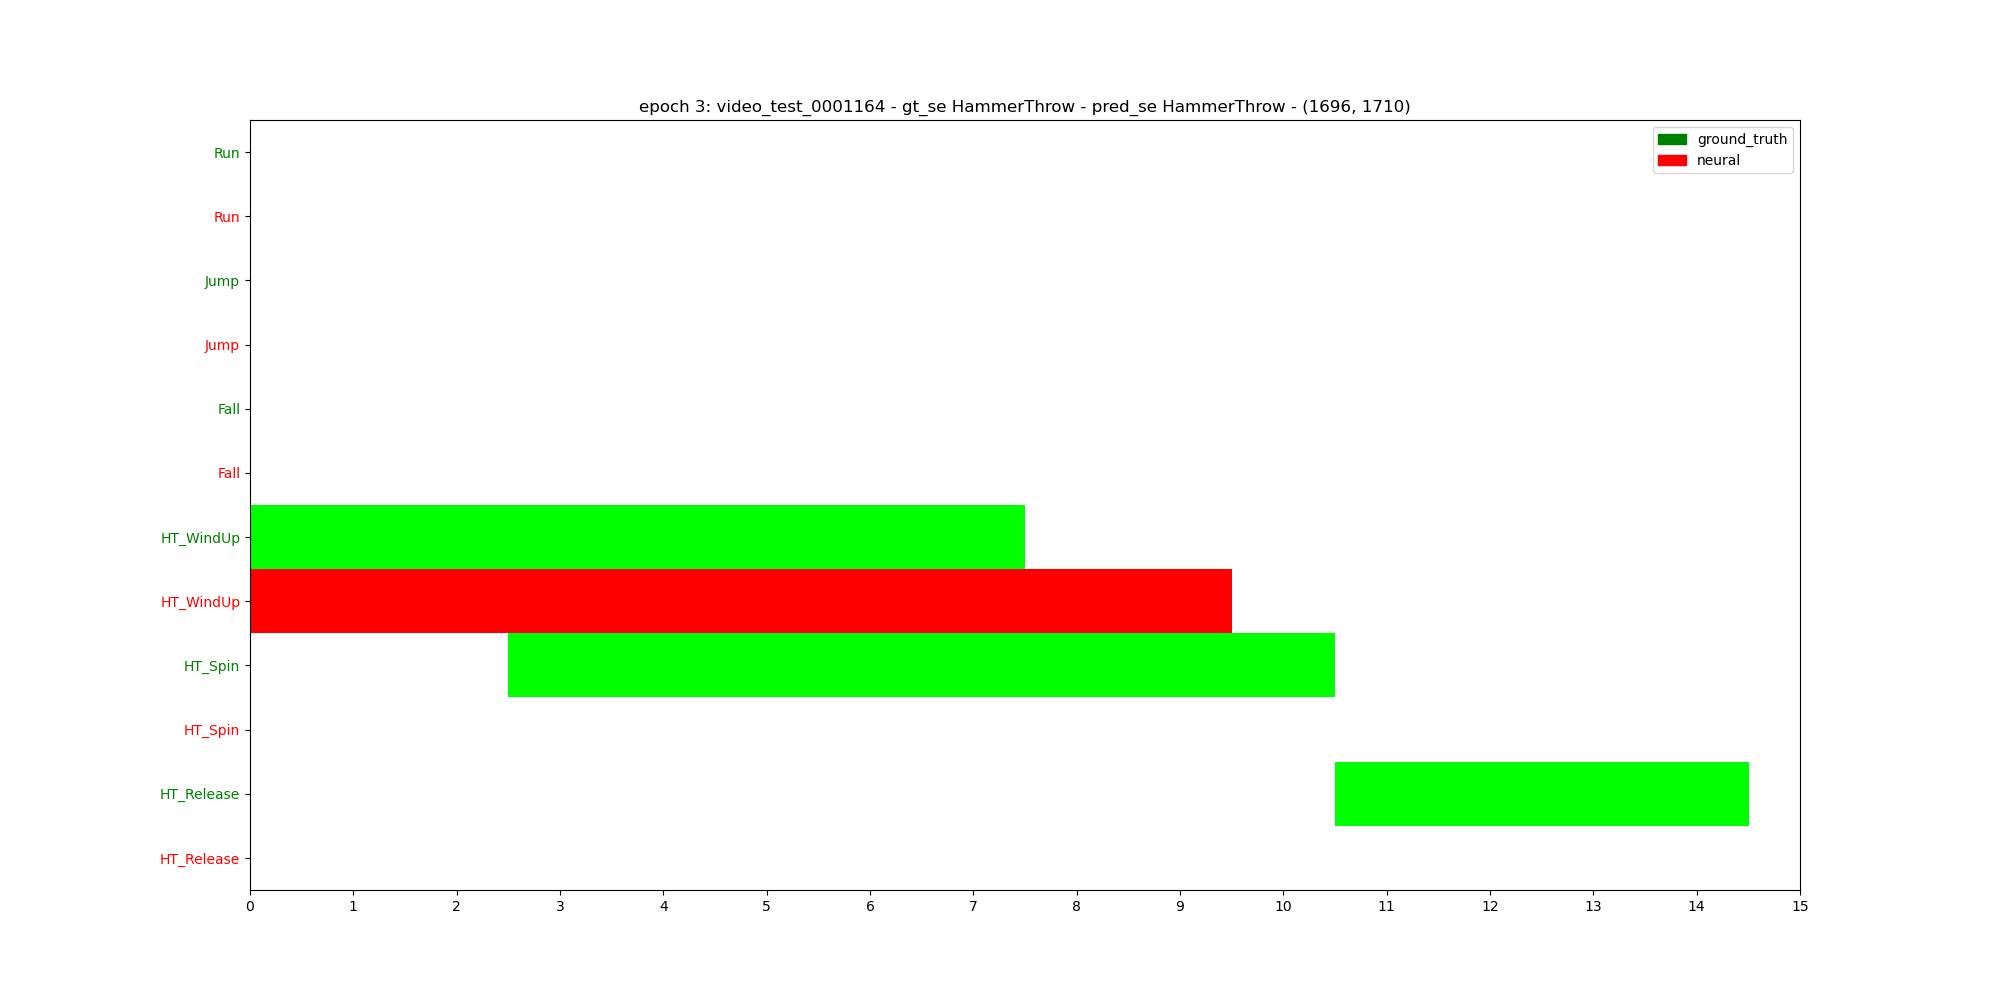 epoch 3: video_test_0001164 - gt_se HammerThrow - pred_se HammerThrow - (1696, 1710)
ground_truth
neural
Run
Run
Jump
Jump
Fall
Fall
HT_WindUp
HT_WindUp
HT_Spin
HT_Spin
HT_Release
HT_Release
0 1 2 3 4 5 6 7 8 9 10 11 12 13 14 15